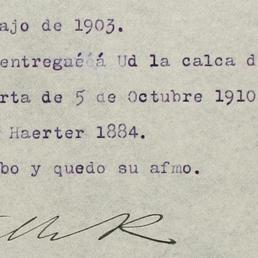 ajo de 1903.
entregué á Ud la calca d
rta de 5 de Octubre 1910
Haerter 1884.
bo y quedo su afmo.